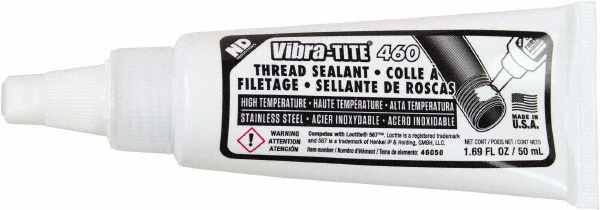 ND
Vibra-TITE® 460
THREAD SEALANT • COLLE À
FILETAGE • SELLANTE DE ROSCAS
HIGH TEMPERATURE • HAUTE TEMPÉRATURE • ALTA TEMPERATURA
STAINLESS STEEL • ACIER INOXYDABLE • ACERO INOXIDABLE
WARNING
ATTENTION
ATENCIÓN
Competes with Loctite® 567™. Loctite is a registered trademark
and 567 is a trademark of Henkel IP & Holding, GMBH, LLC.
Item number / Numéro d'élément / Toma de elemento: 46050
MADE IN
U.S.A.
NET CONT / POIDS NET / CONT NETO
1.69 FL OZ / 50 mL